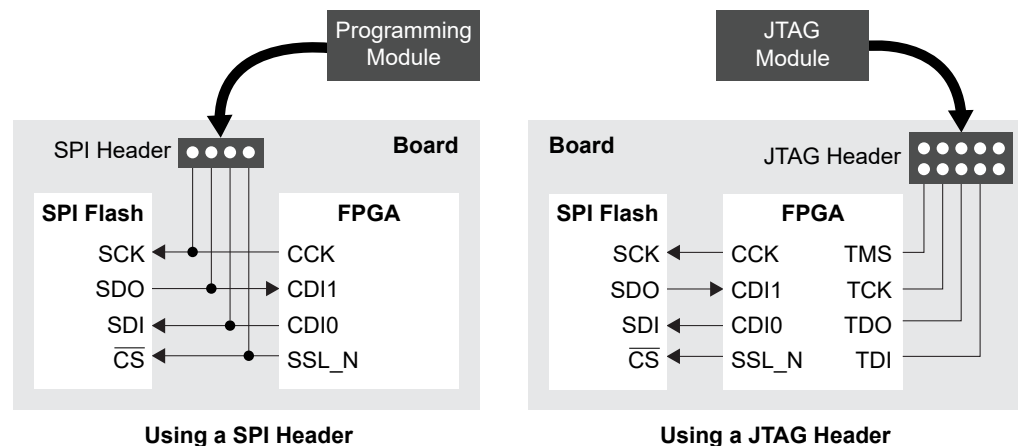 Programming
Module
SPI Header
Board
SPI Flash
FPGA
SCK
CCK
SDO
CDI1
SDI
CDI0
CS
SSL_N
Using a SPI Header
JTAG
Module
Board
JTAG Header
SPI Flash
FPGA
SCK
CCK
TMS
SDO
CDI1
TCK
SDI
CDI0
TDO
CS
SSL_N
TDI
Using a JTAG Header